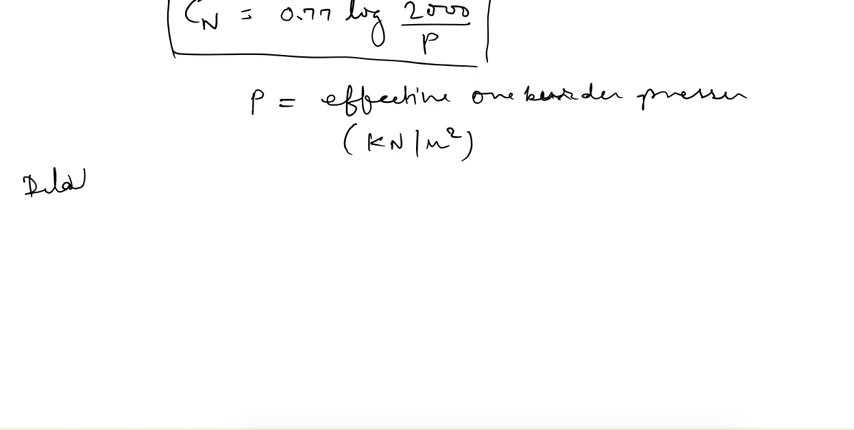 C_N = 0.77 log 2000/P
P = effective overburden pressure
(KN/m²)